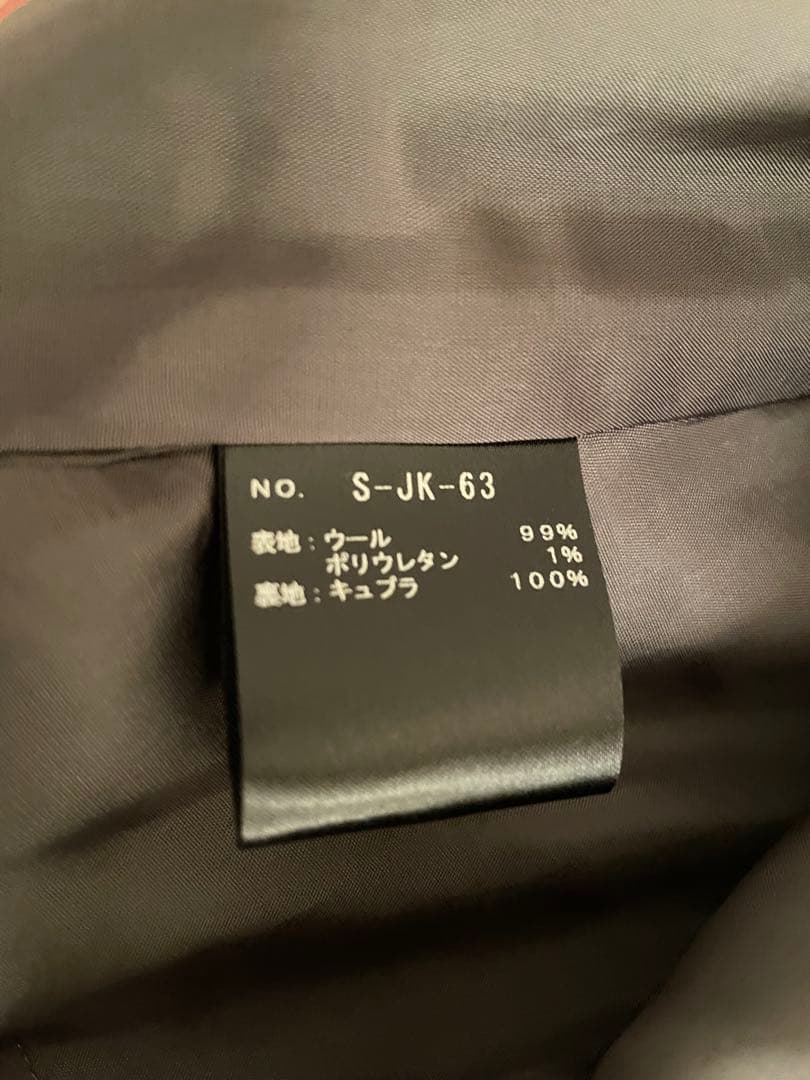 NO. S-JK-63
表地：ウール 99%
ポリウレタン 1%
裏地：キュプラ 100%